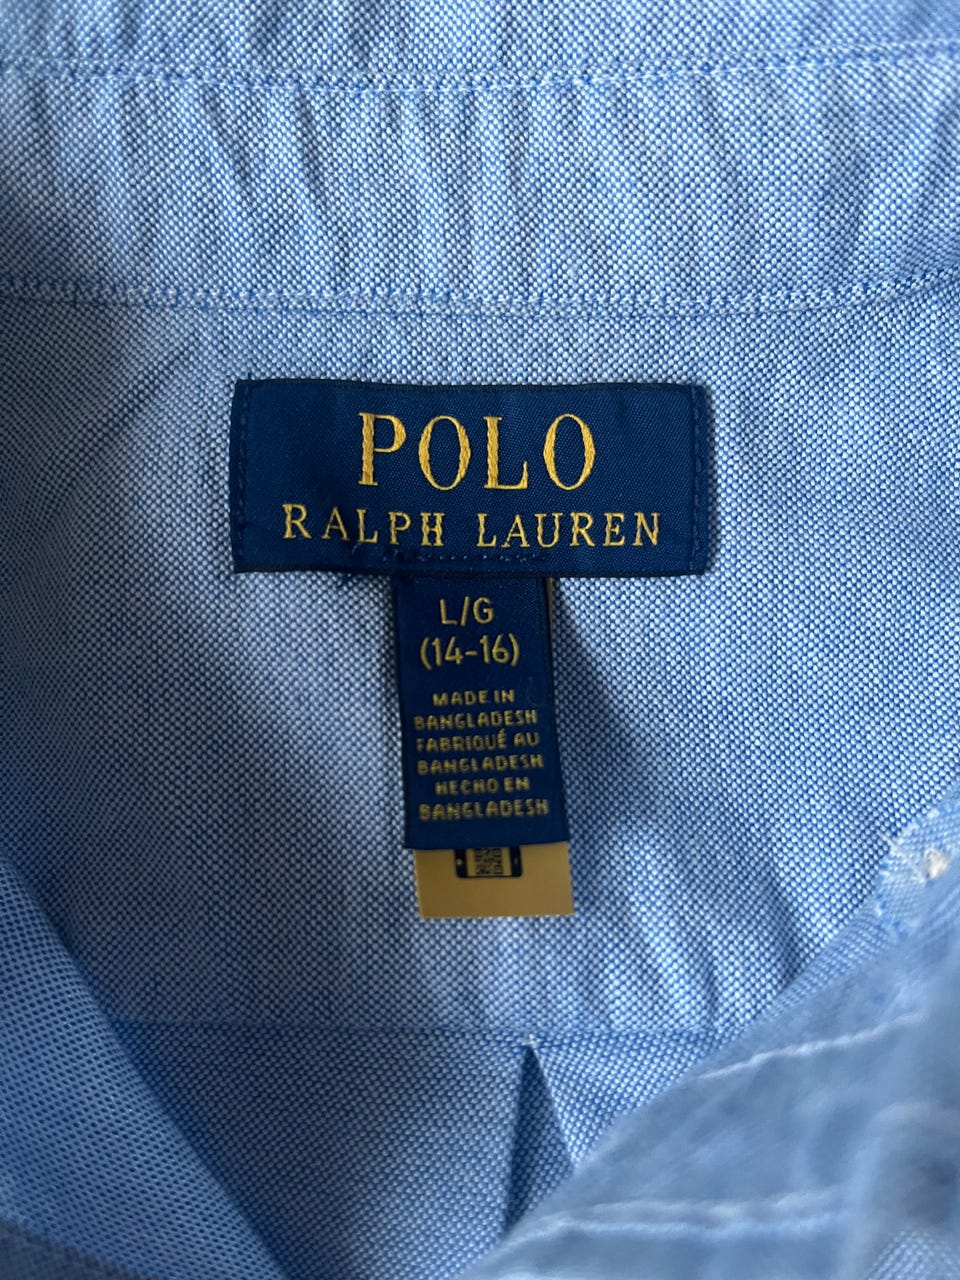 POLO
RALPH LAUREN
L/G
(14-16)
MADE IN
BANGLADESH
FABRIQUÉ AU
BANGLADESH
HECHO EN
BANGLADESH